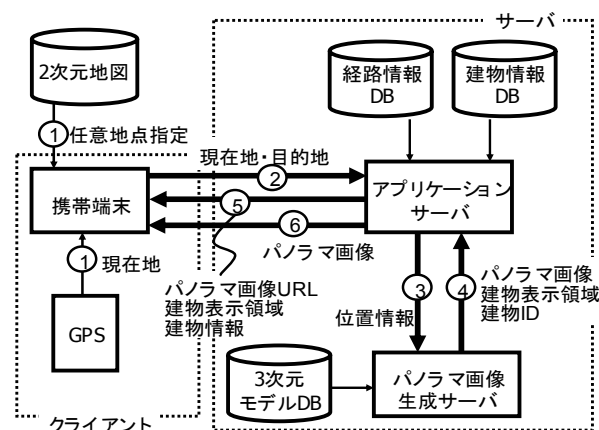 サーバ
2次元地図
経路情報
DB
建物情報
DB
1 任意地点指定
現在地・目的地
2
携帯端末
アプリケーション
サーバ
5
6
パノラマ画像
1 現在地
パノラマ画像URL
建物表示領域
建物情報
3
位置情報
4
パノラマ画像
建物表示領域
建物ID
GPS
3次元
モデルDB
パノラマ画像
生成サーバ
クライアント